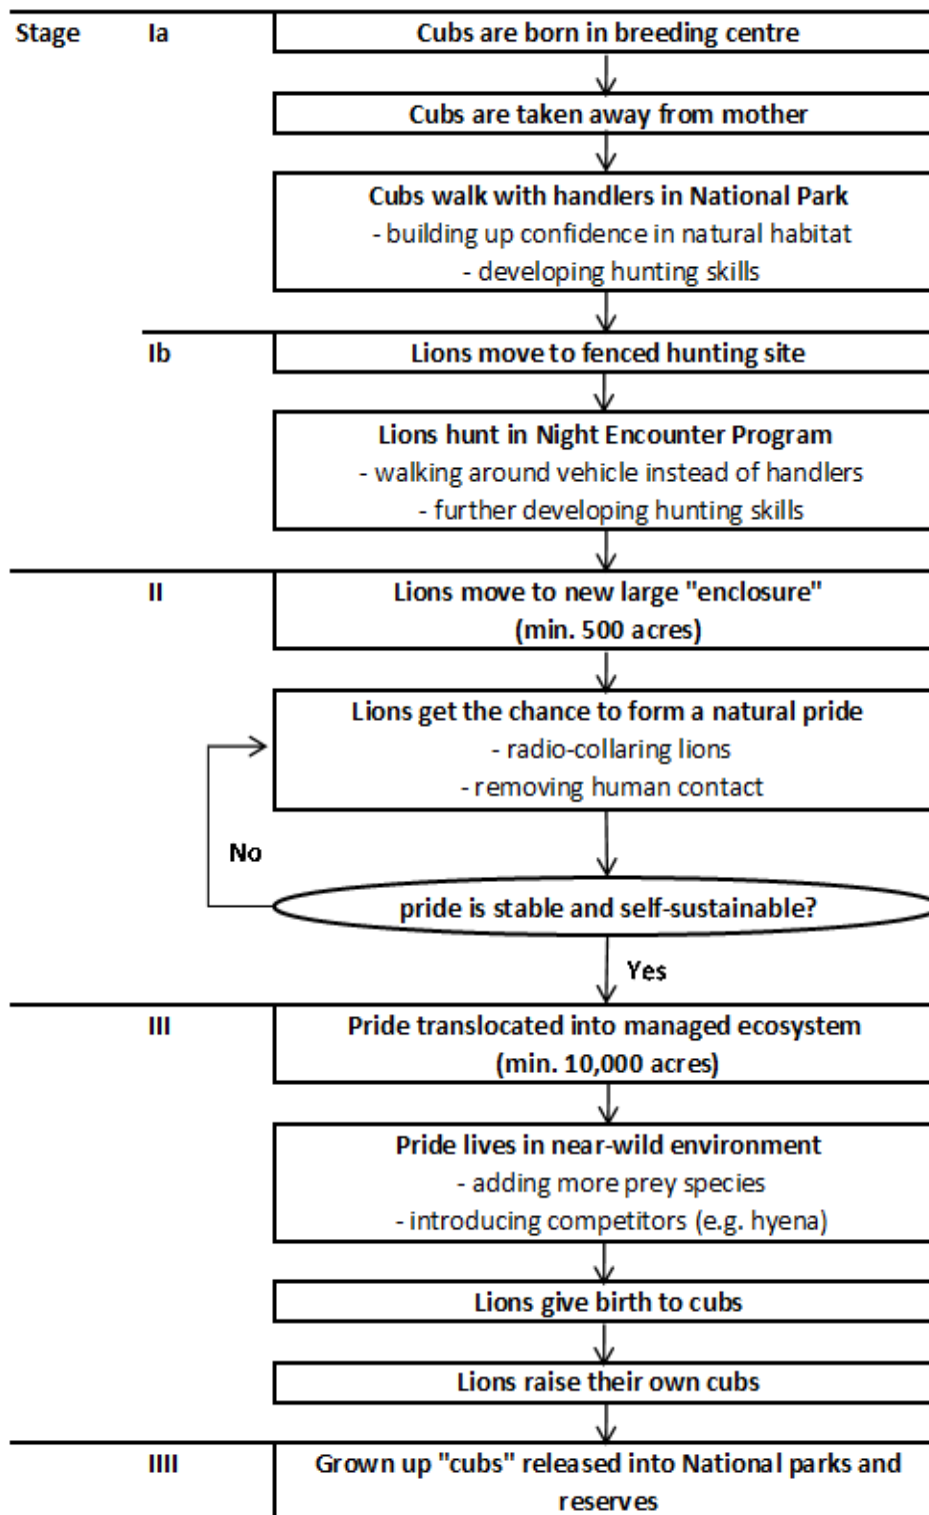 Stage Ia Cubs are born in breeding centre
Cubs are taken away from mother
Cubs walk with handlers in National Park
- building up confidence in natural habitat
- developing hunting skills
Ib Lions move to fenced hunting site
Lions hunt in Night Encounter Program
- walking around vehicle instead of handlers
- further developing hunting skills
II Lions move to new large "enclosure"
(min. 500 acres)
Lions get the chance to form a natural pride
- radio-collaring lions
- removing human contact
No
pride is stable and self-sustainable?
Yes
III Pride translocated into managed ecosystem
(min. 10,000 acres)
Pride lives in near-wild environment
- adding more prey species
- introducing competitors (e.g. hyena)
Lions give birth to cubs
Lions raise their own cubs
IIII Grown up "cubs" released into National parks and
reserves